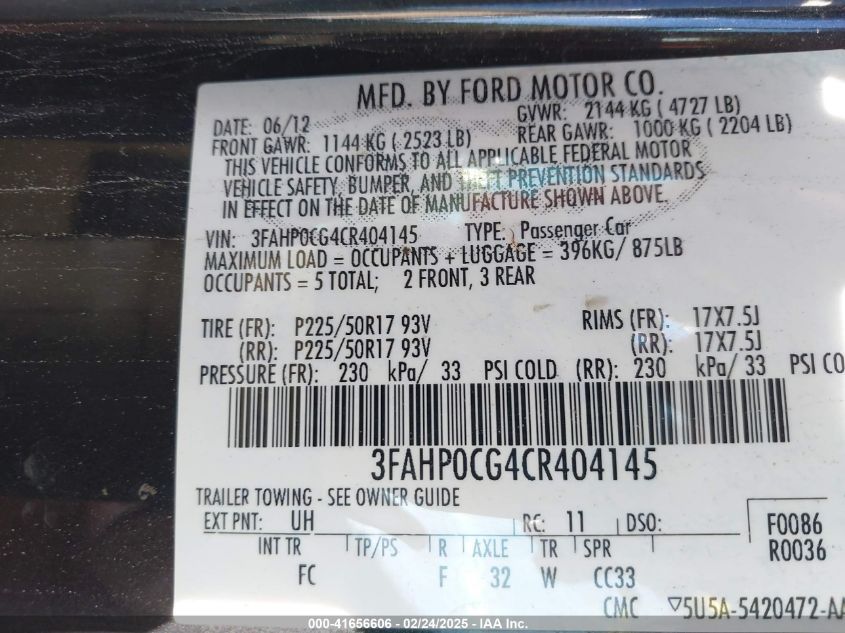 MFD. BY FORD MOTOR CO.
DATE: 06/12 GVWR: 2144 KG ( 4727 LB)
FRONT GAWR: 1144 KG ( 2523 LB) REAR GAWR: 1000 KG ( 2204 LB)
THIS VEHICLE CONFORMS TO ALL APPLICABLE FEDERAL MOTOR
VEHICLE SAFETY, BUMPER, AND THEFT PREVENTION STANDARDS
IN EFFECT ON THE DATE OF MANUFACTURE SHOWN ABOVE.
VIN: 3FAHP0CG4CR404145 TYPE: Passenger Car
MAXIMUM LOAD = OCCUPANTS + LUGGAGE = 396KG/ 875LB
OCCUPANTS = 5 TOTAL; 2 FRONT, 3 REAR
TIRE (FR): P225/50R17 93V RIMS (FR): 17X7.5J
(RR): P225/50R17 93V (RR): 17X7.5J
PRESSURE (FR): 230 kPa/ 33 PSI COLD (RR): 230 kPa/ 33 PSI CO
3FAHP0CG4CR404145
TRAILER TOWING - SEE OWNER GUIDE
EXT PNT: UH RC: 11 DSO: F0086
INT TR TP/PS R AXLE TR SPR R0036
FC F 32 W CC33
CMC ▽5U5A-5420472-AA
000-41656606 - 02/24/2025 - IAA Inc.